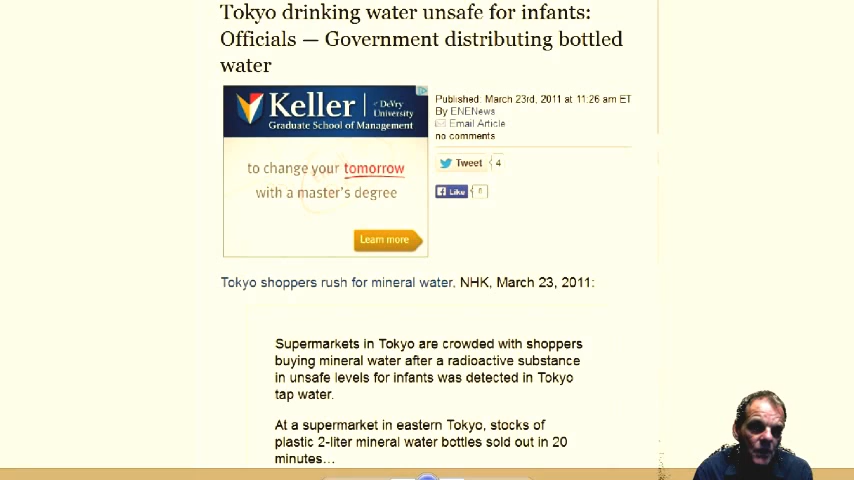 Tokyo drinking water unsafe for infants:
Officials — Government distributing bottled
water
Keller
DeVry
University
Graduate School of Management
to change your tomorrow
with a master's degree
Learn more
Published: March 23rd, 2011 at 11:26 am ET
By ENENews
Email Article
no comments
Tweet 4
Like 0
Tokyo shoppers rush for mineral water, NHK, March 23, 2011:
Supermarkets in Tokyo are crowded with shoppers
buying mineral water after a radioactive substance
in unsafe levels for infants was detected in Tokyo
tap water.
At a supermarket in eastern Tokyo, stocks of
plastic 2-liter mineral water bottles sold out in 20
minutes…